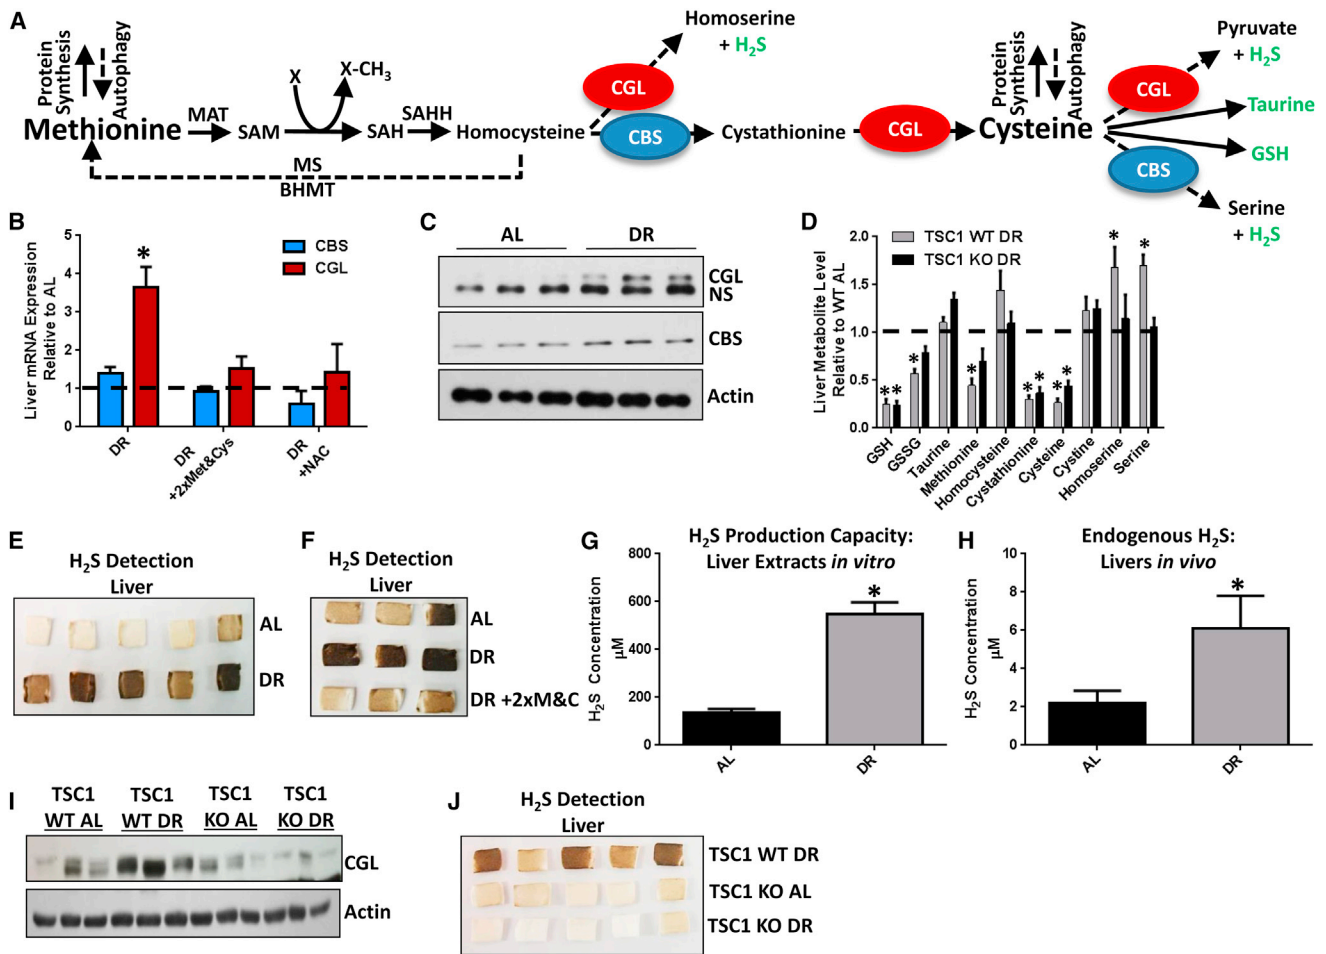 A
Protein
Synthesis
Autophagy
Methionine
MAT
SAM
X
X-CH3
SAH
SAHH
Homocysteine
MS
BHMT
CGL
CBS
Homoserine
+ H2S
Cystathionine
CGL
Protein
Synthesis
Autophagy
Cysteine
CGL
CBS
Pyruvate
+ H2S
Taurine
GSH
Serine
+ H2S
B
Liver mRNA Expression
Relative to AL
5
4
3
2
1
0
CBS
CGL
*
DR
DR
+2xMet&Cys
DR
+NAC
C
AL
DR
CGL
NS
CBS
Actin
D
Liver Metabolite Level
Relative to WT AL
2.0
1.5
1.0
0.5
0.0
TSC1 WT DR
TSC1 KO DR
* * * * * * * * * *
GSH
GSSG
Taurine
Methionine
Homocysteine
Cystathionine
Cysteine
Cystine
Homoserine
Serine
E
H2S Detection
Liver
AL
DR
F
H2S Detection
Liver
AL
DR
DR +2xM&C
G
H2S Production Capacity:
Liver Extracts in vitro
H2S Concentration
µM
800
600
400
200
0
*
AL
DR
H
Endogenous H2S:
Livers in vivo
H2S Concentration
µM
10
8
6
4
2
0
*
AL
DR
I
TSC1
WT AL
TSC1
WT DR
TSC1
KO AL
TSC1
KO DR
CGL
Actin
J
H2S Detection
Liver
TSC1 WT DR
TSC1 KO AL
TSC1 KO DR